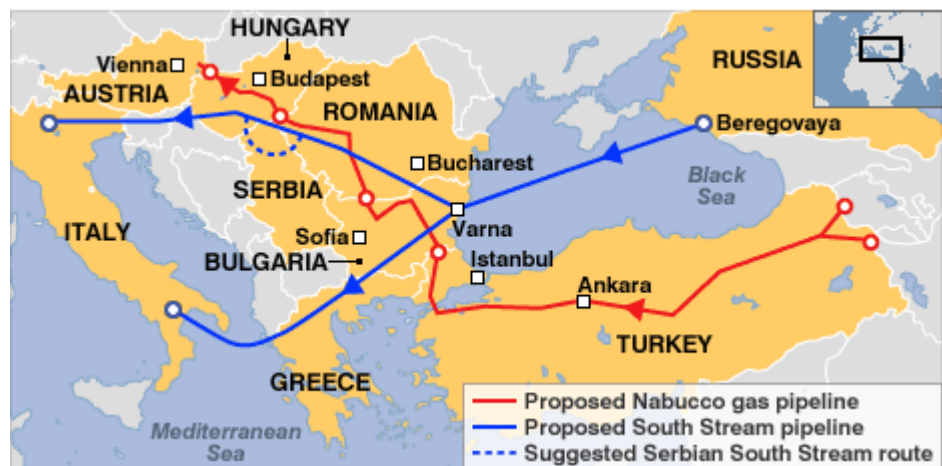 HUNGARY
RUSSIA
Vienna
Budapest
AUSTRIA
ROMANIA
Beregovaya
Bucharest
Black
Sea
SERBIA
ITALY
Varna
Sofia
BULGARIA
Istanbul
Ankara
TURKEY
GREECE
Mediterranean
Sea
Proposed Nabucco gas pipeline
Proposed South Stream pipeline
Suggested Serbian South Stream route